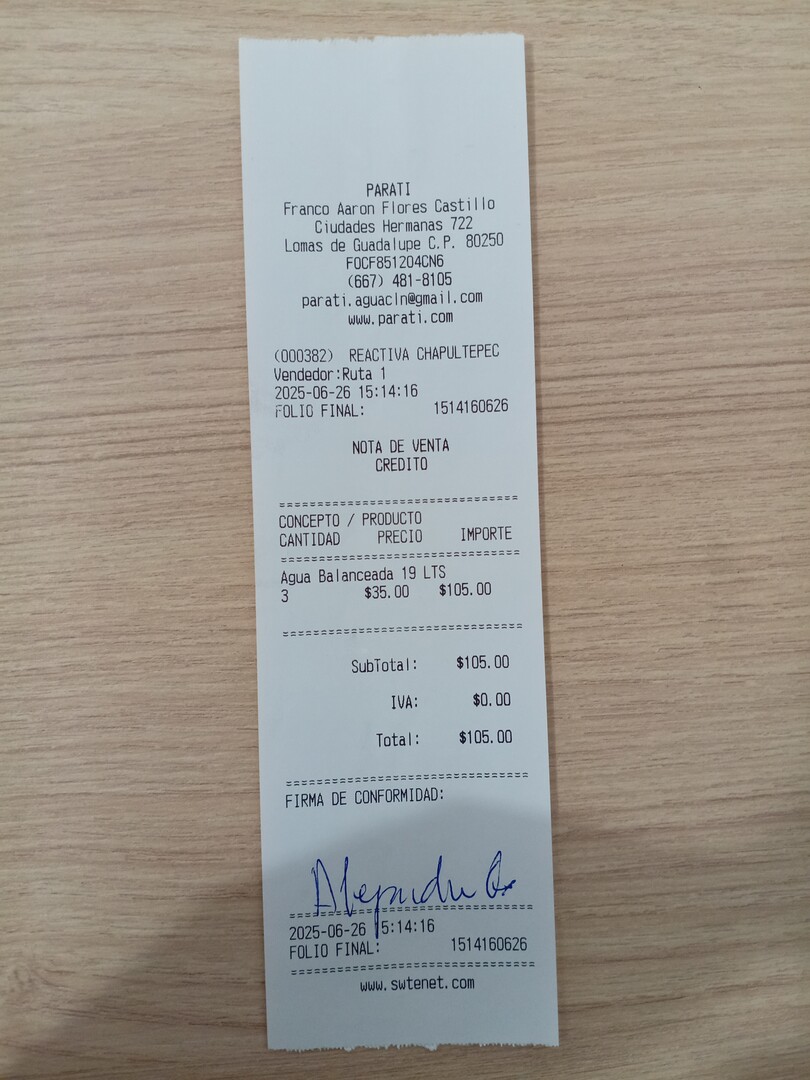 PARATI
Franco Aaron Flores Castillo
Ciudades Hermanas 722
Lomas de Guadalupe C.P. 80250
FOCF851204CN6
(667) 481-8105
parati.aguacln@gmail.com
www.parati.com
(000382) REACTIVA CHAPULTEPEC
Vendedor:Ruta 1
2025-06-26 15:14:16
FOLIO FINAL: 1514160626
NOTA DE VENTA
CREDITO
CONCEPTO / PRODUCTO
CANTIDAD PRECIO IMPORTE
Agua Balanceada 19 LTS
3 $35.00 $105.00
SubTotal: $105.00
IVA: $0.00
Total: $105.00
FIRMA DE CONFORMIDAD:
2025-06-26 15:14:16
FOLIO FINAL: 1514160626
www.swtenet.com